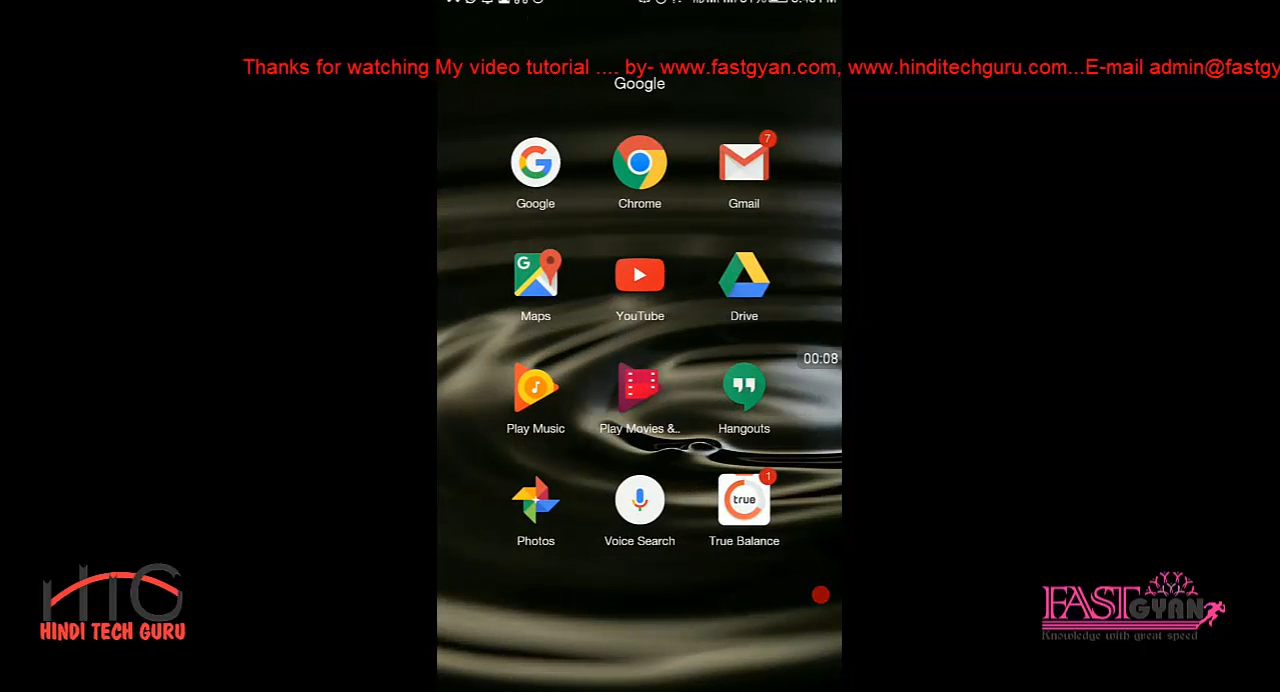 Thanks for watching My video tutorial .... by- www.fastgyan.com, www.hinditechguru.com...E-mail admin@fastgy
Google
7
Google Chrome Gmail
G
Maps YouTube Drive
00:08
Play Music Play Movies &.. Hangouts
1
true
Photos Voice Search True Balance
HTG
HINDI TECH GURU
FASTGYAN
Knowledge with great speed